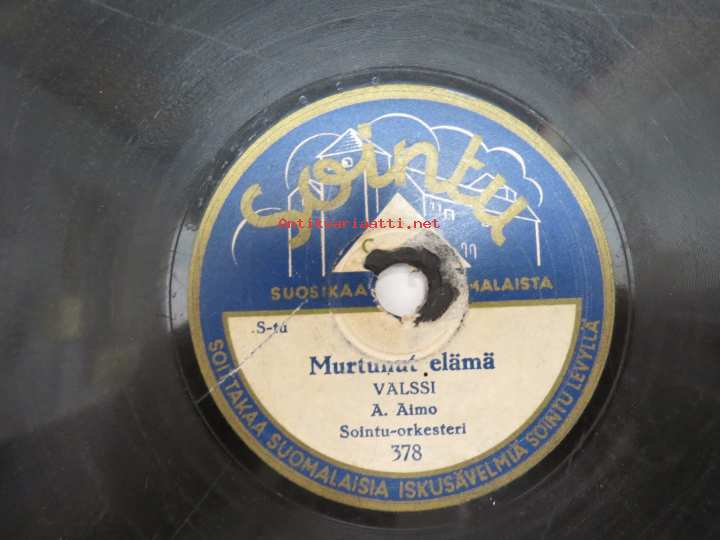 Sointu
Antikvariaatti.net
SUOSIKAA MALAISTA
.S-tu
Murtunut elämä
VALSSI
A. Aimo
Sointu-orkesteri
378
SOITTAKAA SUOMALAISIA ISKUSÄVELMIÄ SOINTU LEVYLLÄ